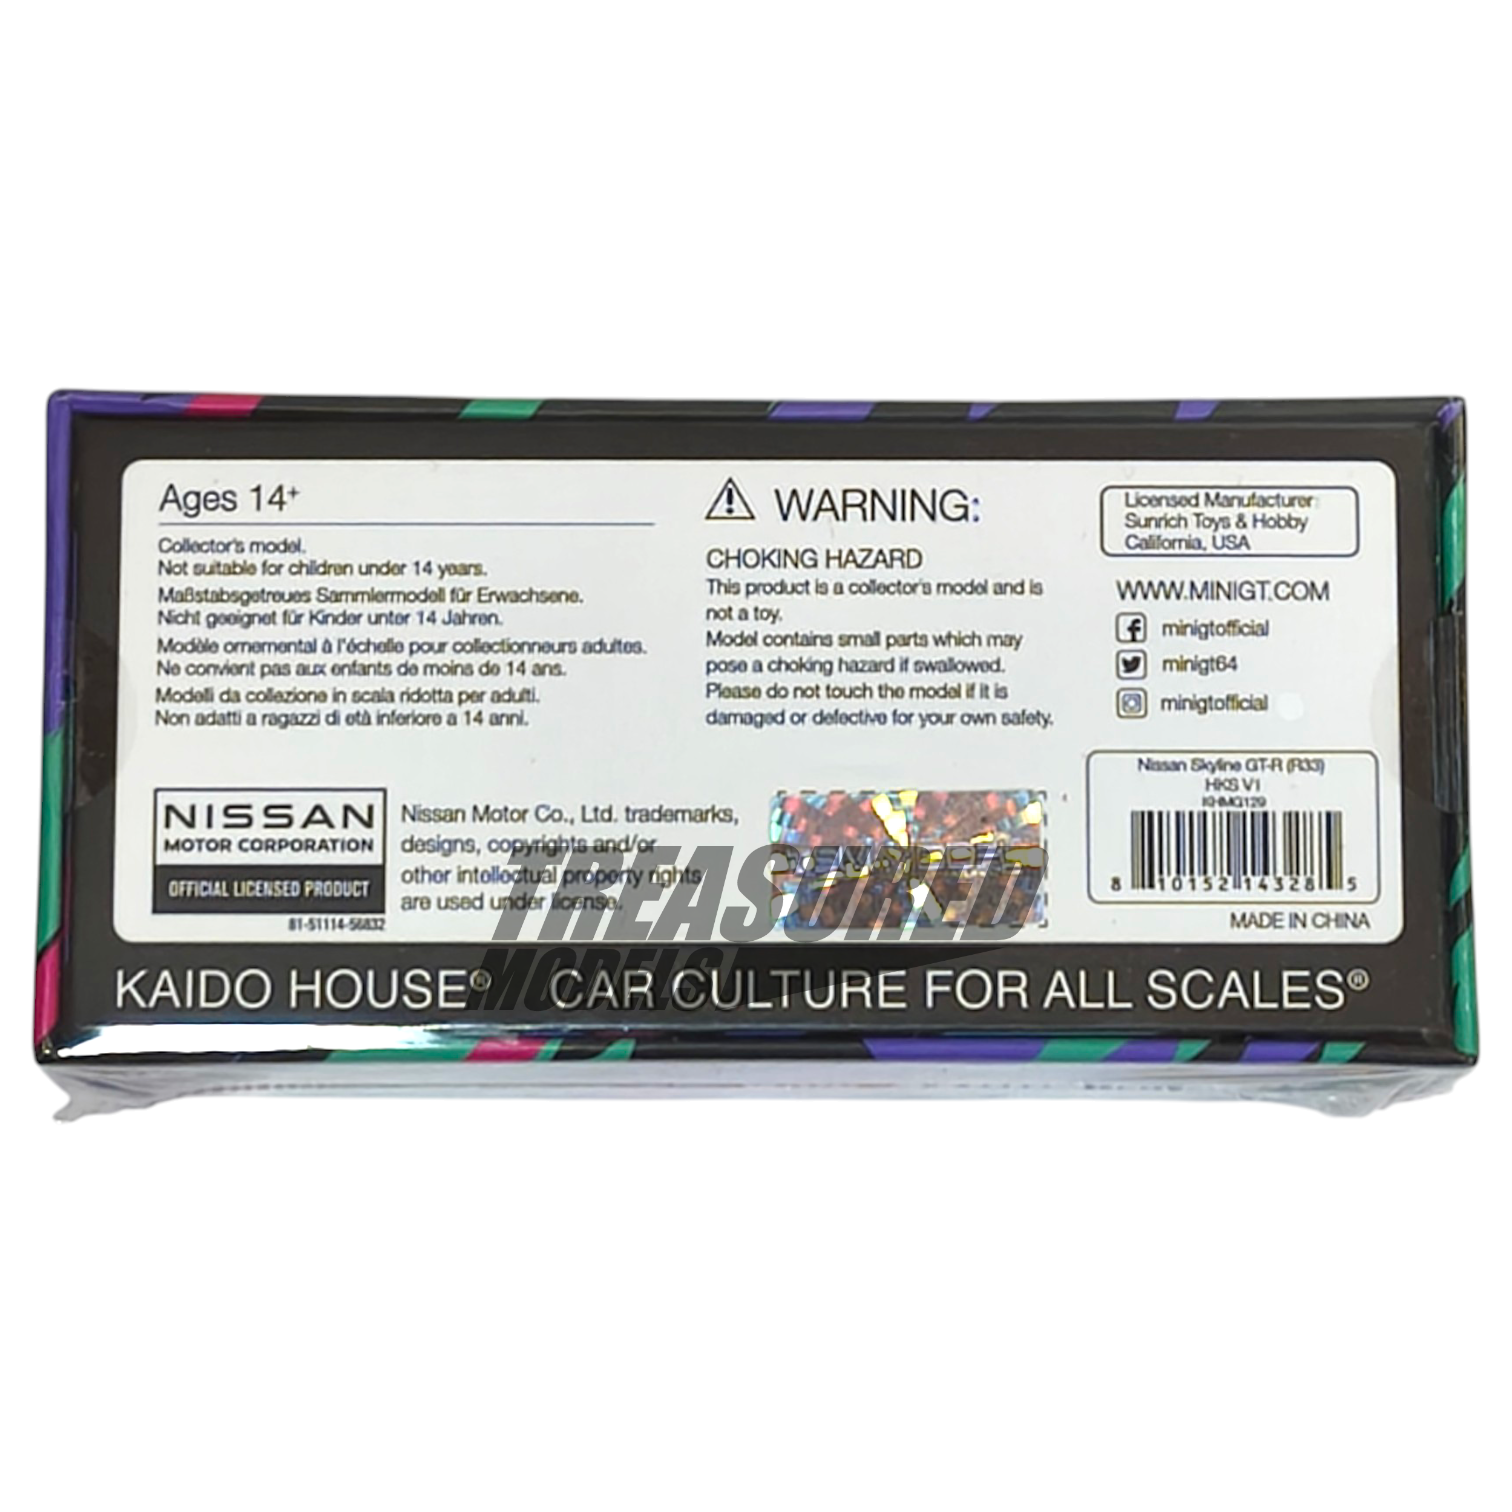 Ages 14+
Collector's model.
Not suitable for children under 14 years.
Maßstabsgetreues Sammlermodell für Erwachsene.
Nicht geeignet für Kinder unter 14 Jahren.
Modèle ornemental à l'échelle pour collectionneurs adultes.
Ne convient pas aux enfants de moins de 14 ans.
Modelli da collezione in scala ridotta per adulti.
Non adatti a ragazzi di età inferiore a 14 anni.
NISSAN
MOTOR CORPORATION
OFFICIAL LICENSED PRODUCT
81-51114-56832
Nissan Motor Co., Ltd. trademarks,
designs, copyrights and/or
other intellectual property rights
are used under license.
WARNING:
CHOKING HAZARD
This product is a collector's model and is
not a toy.
Model contains small parts which may
pose a choking hazard if swallowed.
Please do not touch the model if it is
damaged or defective for your own safety.
Licensed Manufacturer:
Sunrich Toys & Hobby
California, USA
WWW.MINIGT.COM
minigtofficial
minigt64
minigtofficial
Nissan Skyline GT-R (R33)
HKS V1
KHMG129
8 10152 14328 5
MADE IN CHINA
TREASURED
MODELS
KAIDO HOUSE® CAR CULTURE FOR ALL SCALES®